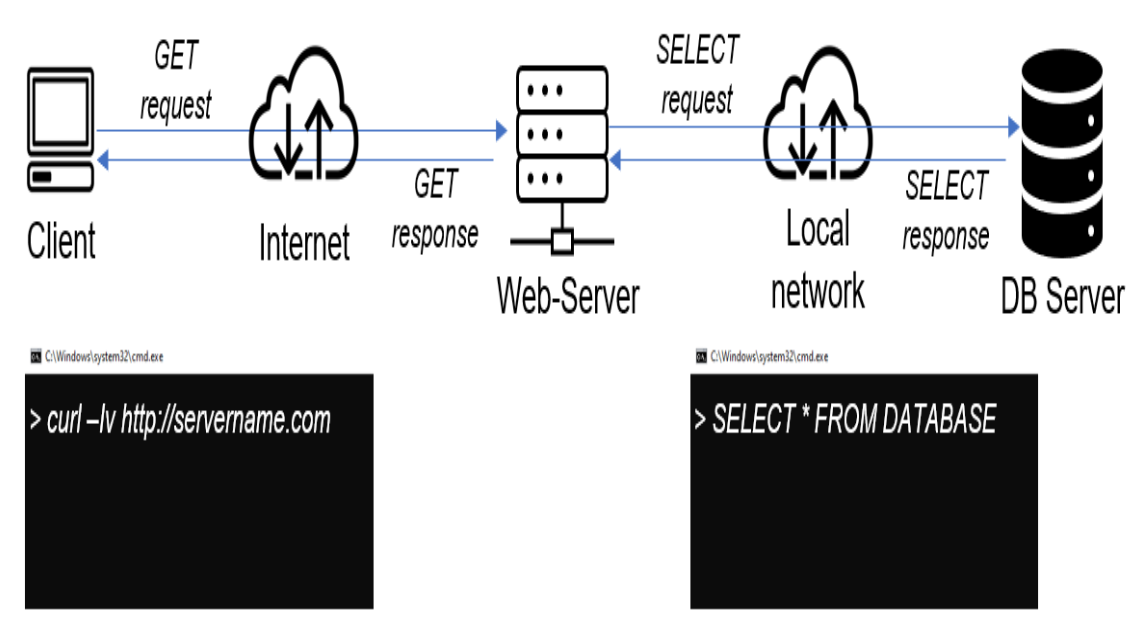 GET
request
SELECT
request
GET
response
SELECT
response
Client
Internet
Web-Server
Local
network
DB Server
C:\Windows\system32\cmd.exe
> curl –Iv http://servername.com
C:\Windows\system32\cmd.exe
> SELECT * FROM DATABASE